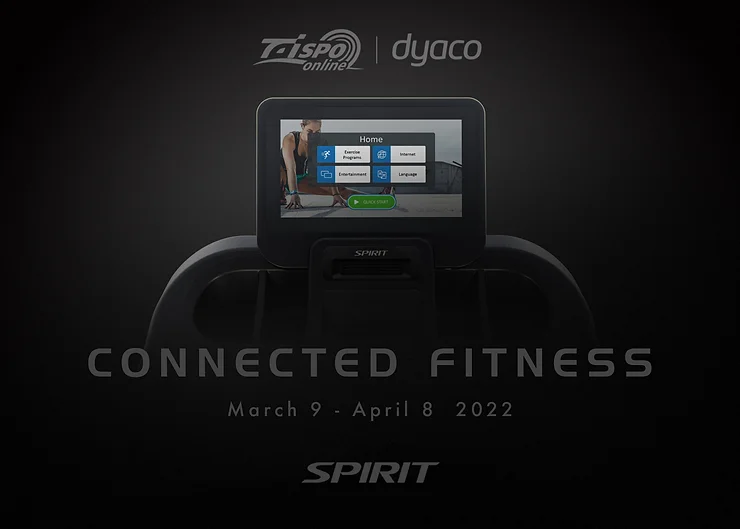 TaiSPO
online
dyaco
Home
Exercise
Programs
Internet
Entertainment
Language
QUICK START
SPIRIT
CONNECTED FITNESS
March 9 - April 8 2022
SPIRIT